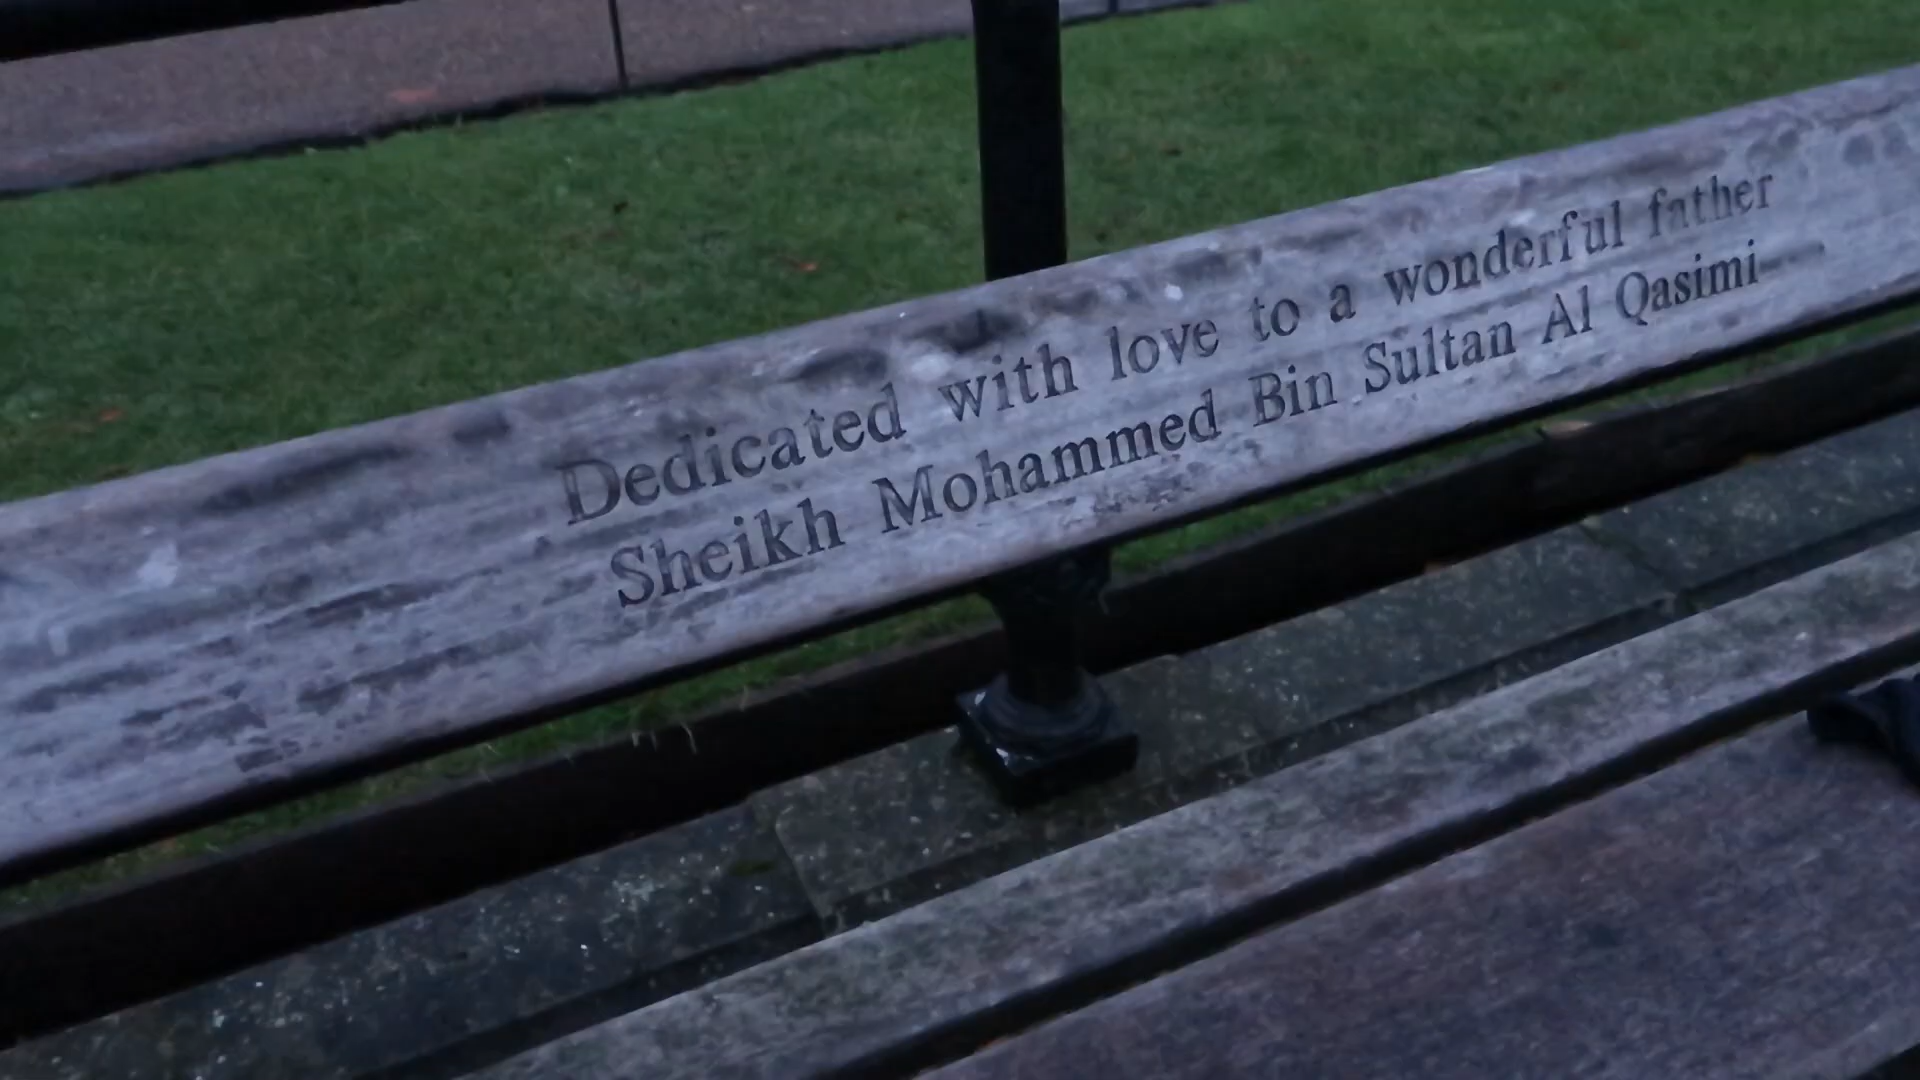 Dedicated with love to a wonderful father
Sheikh Mohammed Bin Sultan Al Qasimi